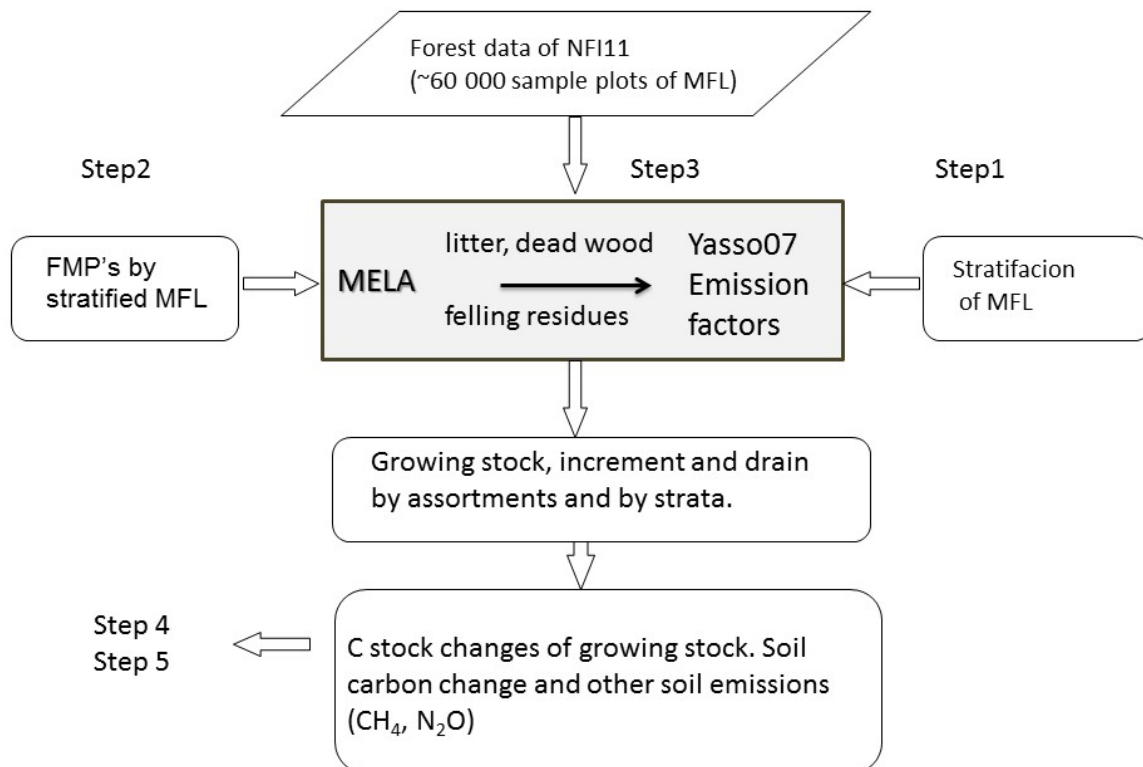 Forest data of NFI11
(~60 000 sample plots of MFL)
Step2
Step3
Step1
FMP's by
stratified MFL
MELA
litter, dead wood
felling residues
Yasso07
Emission
factors
Stratifacion
of MFL
Growing stock, increment and drain
by assortments and by strata.
Step 4
Step 5
C stock changes of growing stock. Soil
carbon change and other soil emissions
(CH₄, N₂O)